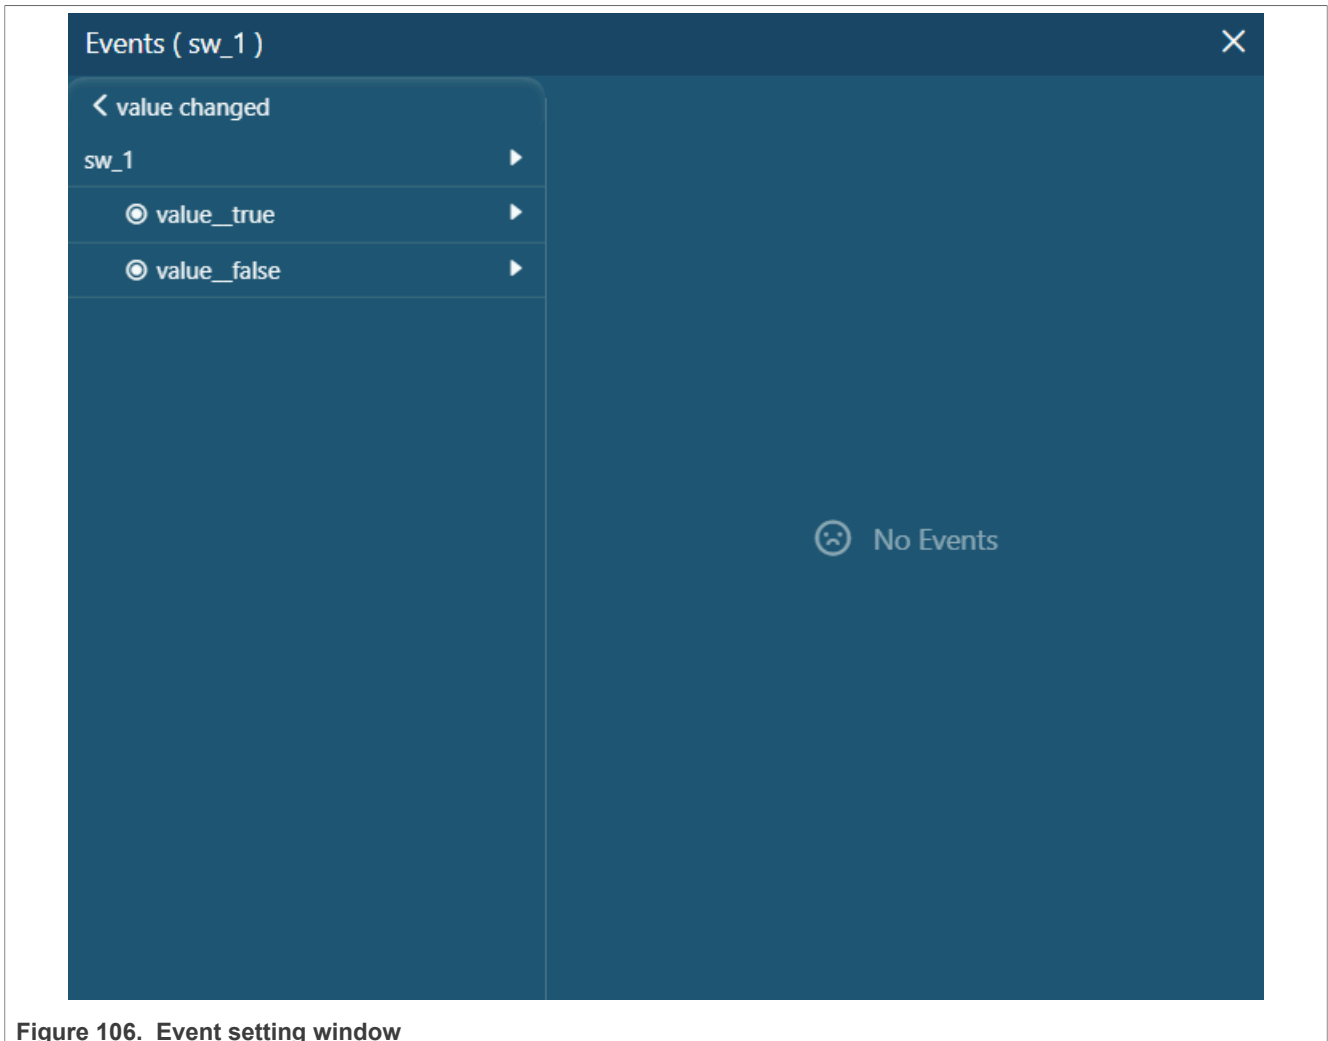 Events ( sw_1 )
value changed
sw_1
value__true
value__false
No Events
Figure 106. Event setting window